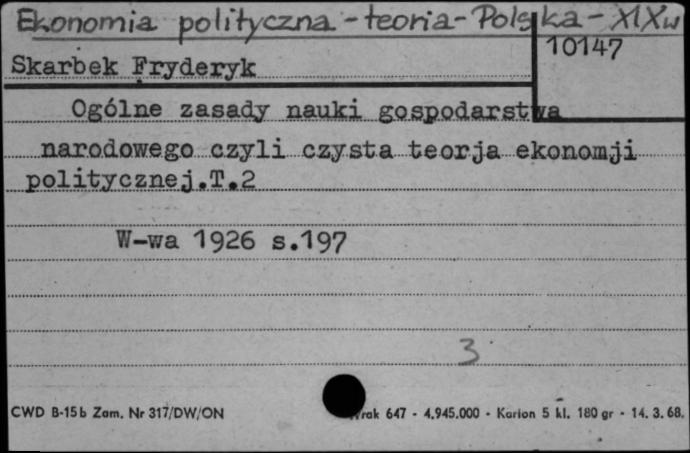 Ekonomia polityczna - teoria - Polska - XIXw
10147
Skarbek Fryderyk
Ogólne zasady nauki gospodarstwa
narodowego czyli czysta teorja ekonomji
politycznej.T.2
W-wa 1926 s.197
3
CWD B-15b Zam. Nr 317/DW/ON
rak 647 - 4.945.000 - Karton 5 kl. 180 gr - 14. 3. 68.